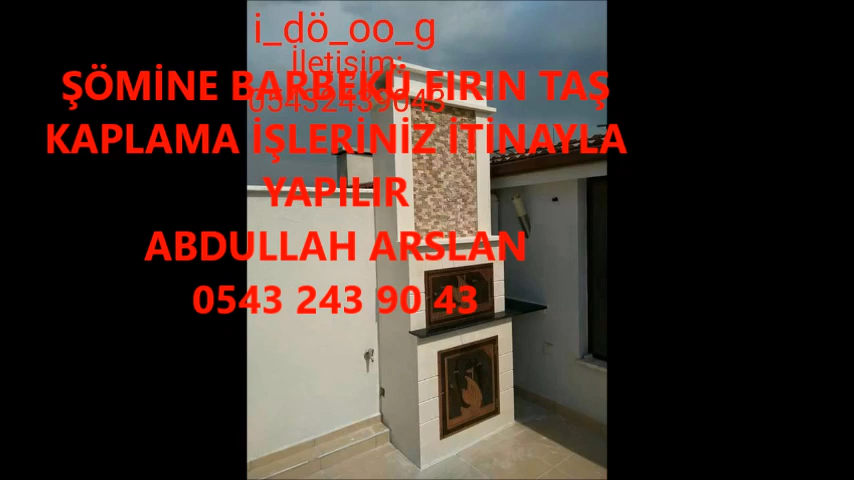 i_dö_oo_g
İletişim:
05432439043
ŞÖMİNE BARBEKÜ FIRIN TAŞ
KAPLAMA İŞLERİNİZ İTİNAYLA
YAPILIR
ABDULLAH ARSLAN
0543 243 90 43